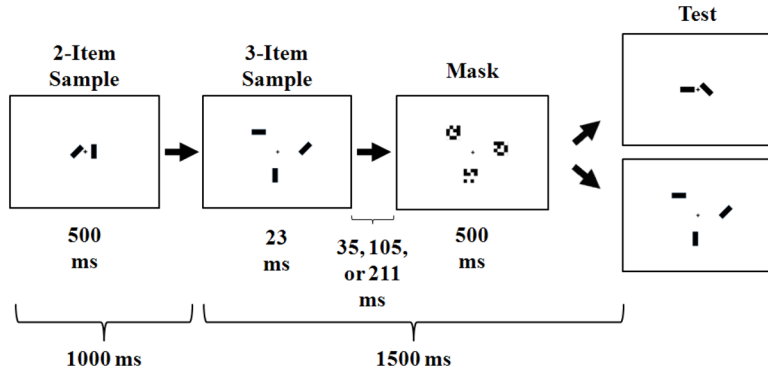 Test
2-Item
Sample
3-Item
Sample
Mask
500
ms
23
ms
35, 105,
or 211
ms
500
ms
1000 ms
1500 ms